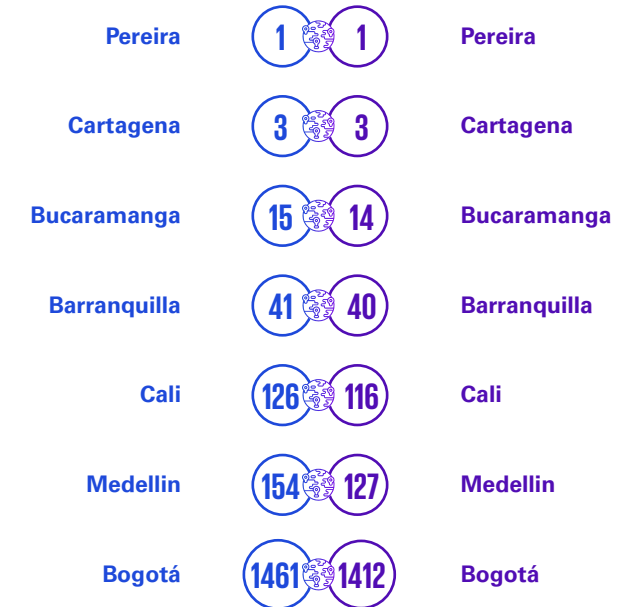 Pereira 1 1 Pereira
Cartagena 3 3 Cartagena
Bucaramanga 15 14 Bucaramanga
Barranquilla 41 40 Barranquilla
Cali 126 116 Cali
Medellin 154 127 Medellin
Bogotá 1461 1412 Bogotá